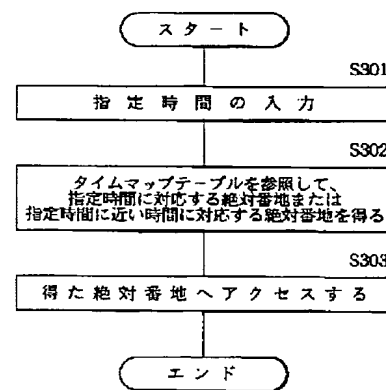 スタート
S301
指定時間の入力
S302
タイムマップテーブルを参照して、
指定時間に対応する絶対番地または
指定時間に近い時間に対応する絶対番地を得る
S303
得た絶対番地へアクセスする
エンド